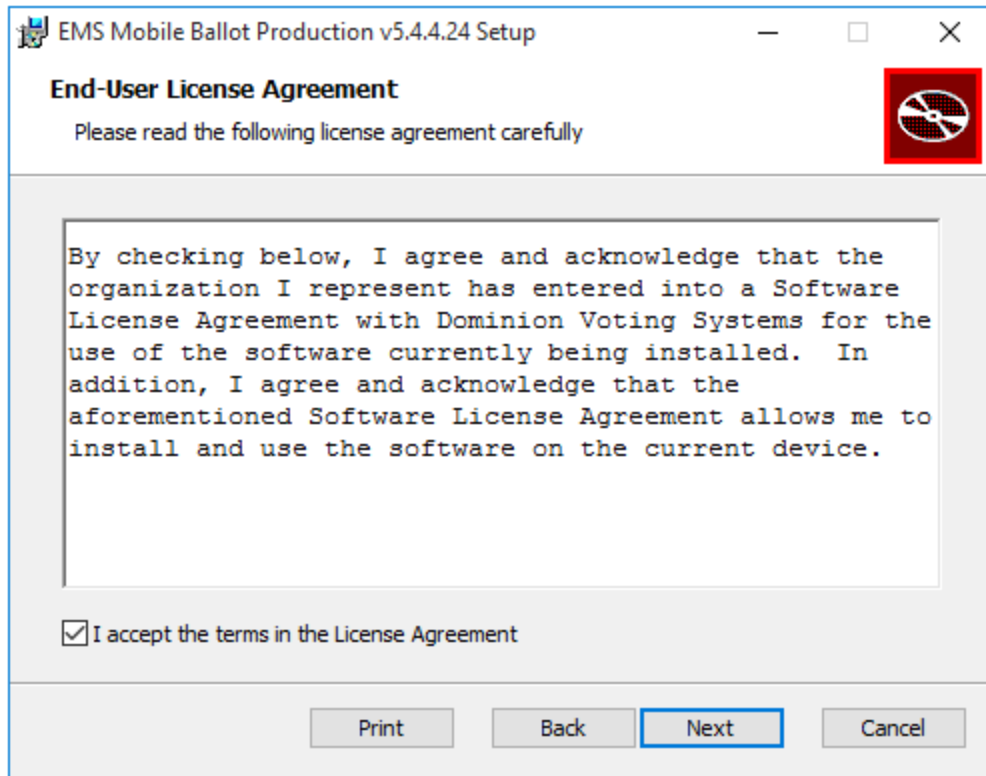 EMS Mobile Ballot Production v5.4.4.24 Setup
End-User License Agreement
Please read the following license agreement carefully
By checking below, I agree and acknowledge that the
organization I represent has entered into a Software
License Agreement with Dominion Voting Systems for the
use of the software currently being installed.  In
addition, I agree and acknowledge that the
aforementioned Software License Agreement allows me to
install and use the software on the current device.
I accept the terms in the License Agreement
Print Back Next Cancel